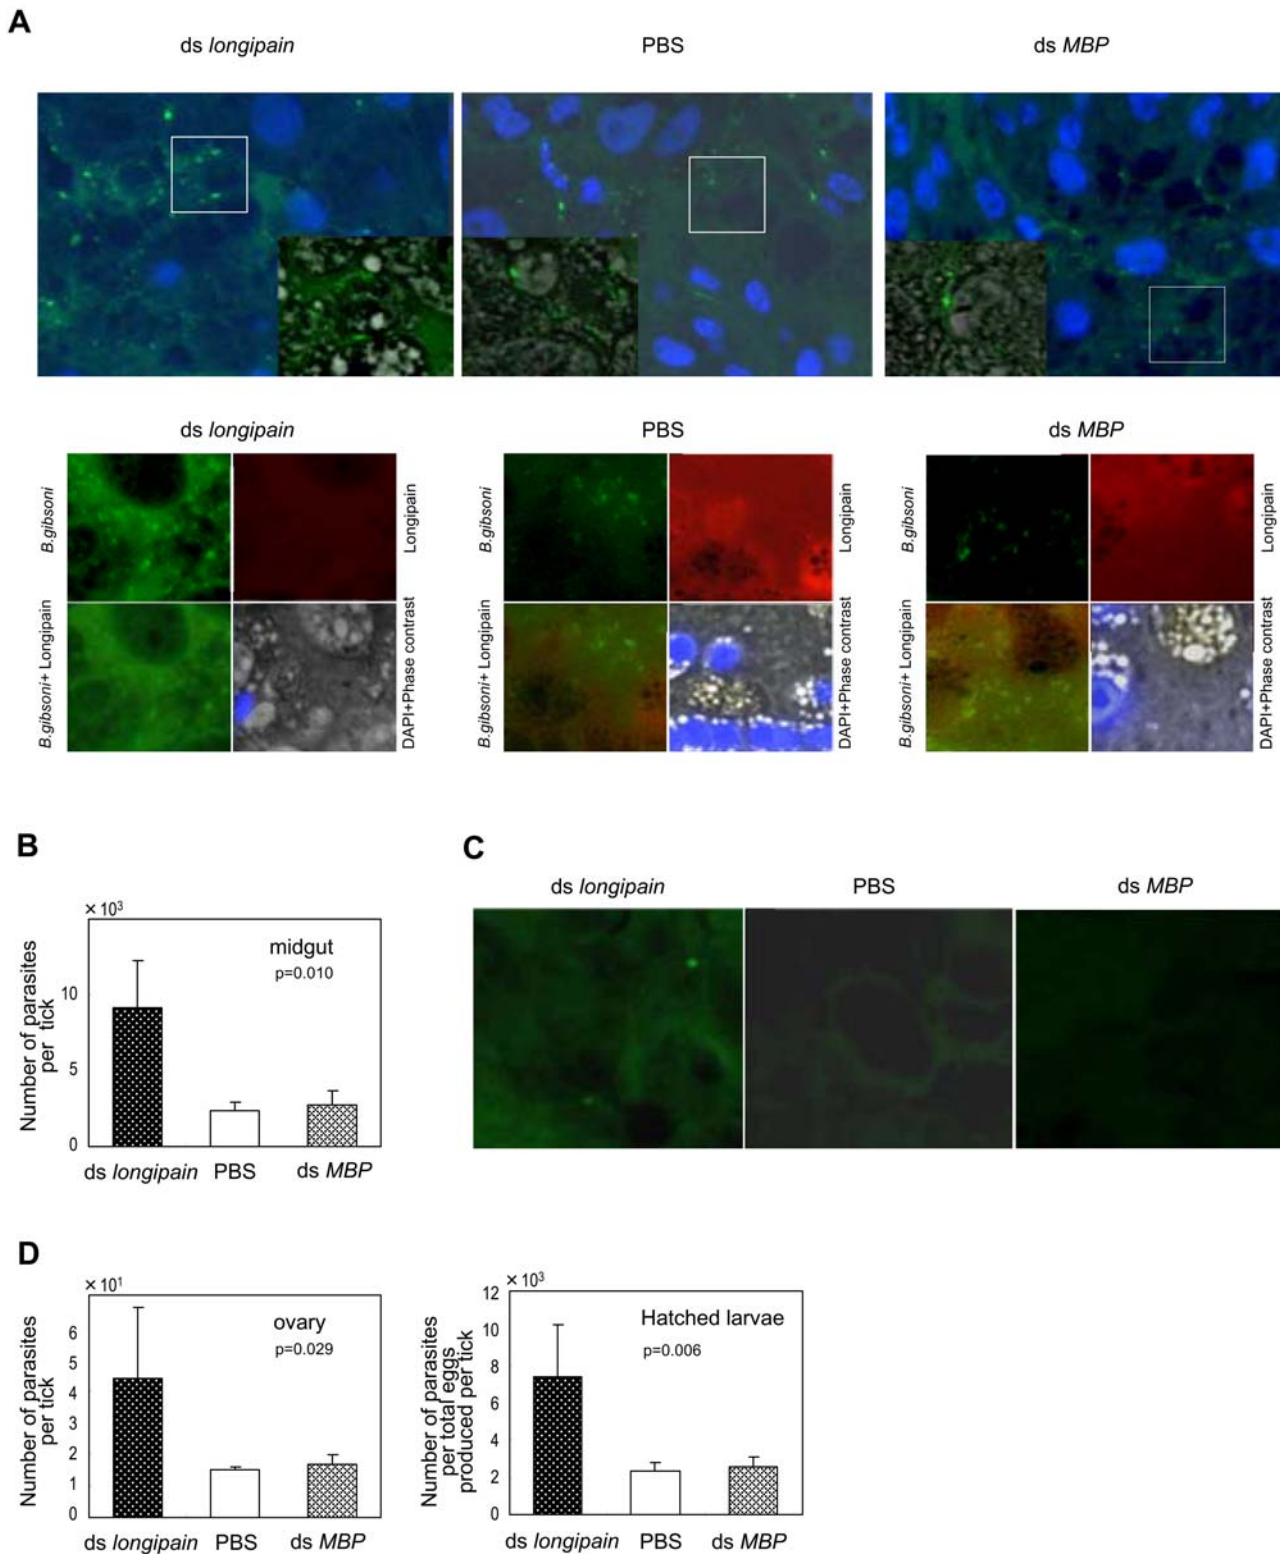 A
ds longipain PBS ds MBP
ds longipain PBS ds MBP
B.gibsoni
Longipain
B.gibsoni+ Longipain
DAPI+Phase contrast
B.gibsoni
Longipain
B.gibsoni+ Longipain
DAPI+Phase contrast
B.gibsoni
Longipain
B.gibsoni+ Longipain
DAPI+Phase contrast
B
× 10³
midgut
p=0.010
10
5
0
Number of parasites
per tick
ds longipain PBS ds MBP
C
ds longipain PBS ds MBP
D
× 10¹
ovary
p=0.029
6
5
4
3
2
1
0
Number of parasites
per tick
ds longipain PBS ds MBP
× 10³
Hatched larvae
p=0.006
12
10
8
6
4
2
0
Number of parasites
per total eggs
produced per tick
ds longipain PBS ds MBP